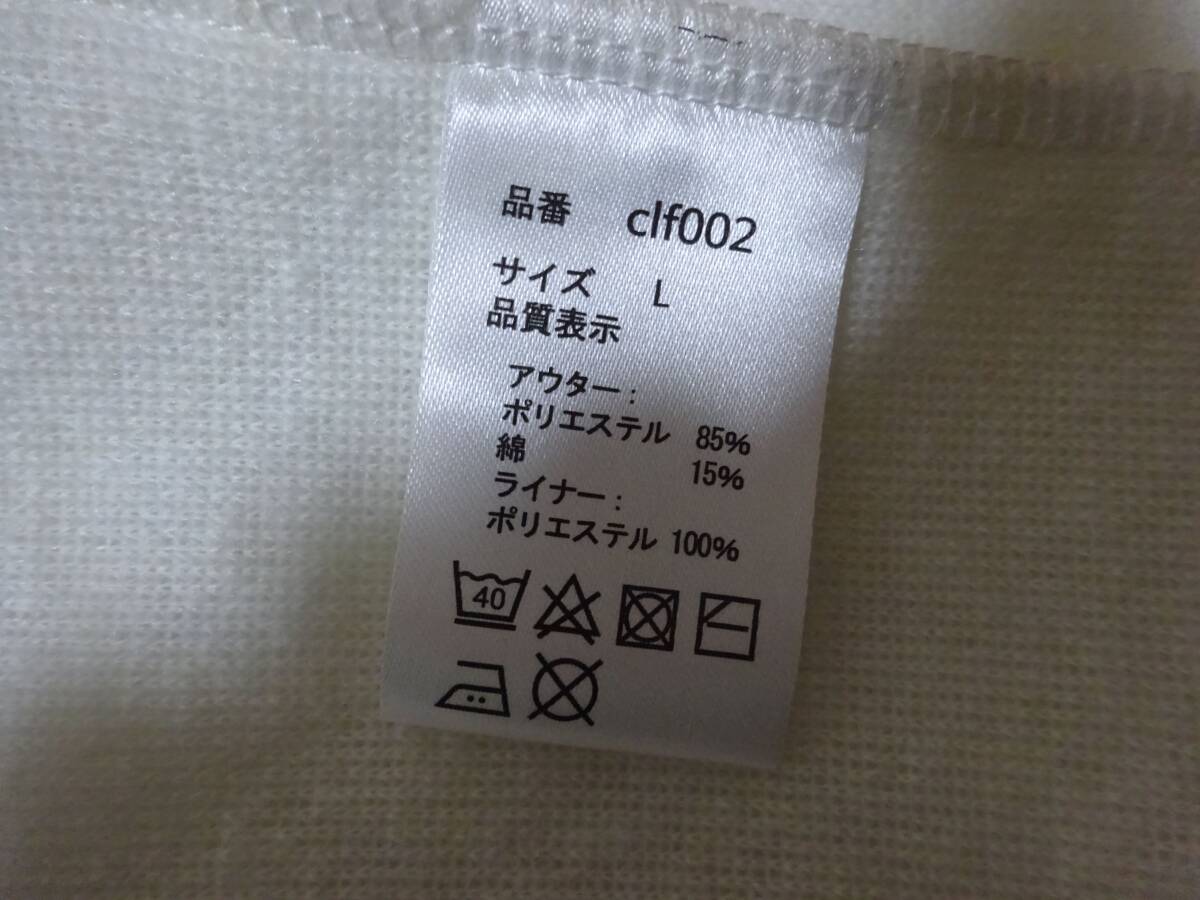 品番 clf002
サイズ L
品質表示
アウター:
ポリエステル 85%
綿 15%
ライナー:
ポリエステル 100%
40